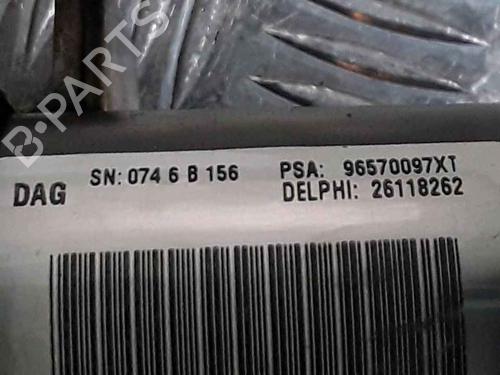 B-PARTS
DAG SN: 074 6 B 156 PSA: 96570097XT
DELPHI: 26118262